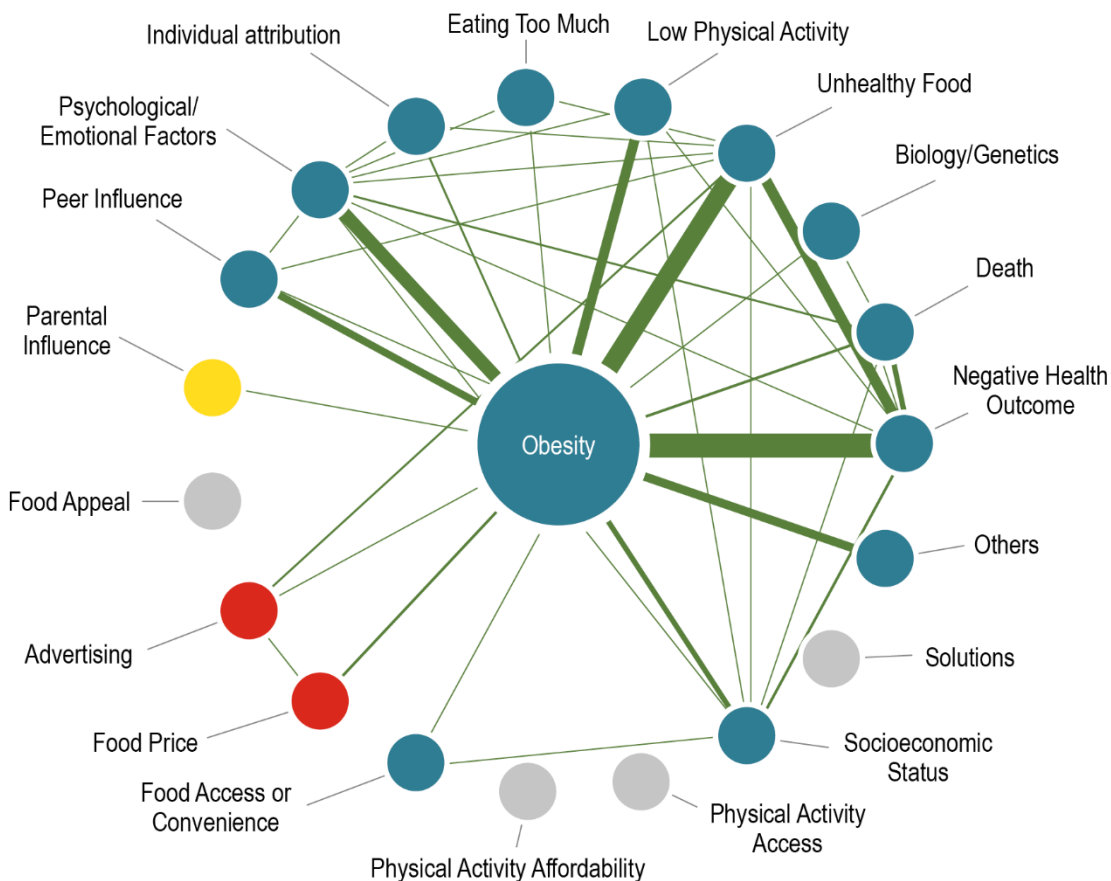 Eating Too Much
Individual attribution
Low Physical Activity
Unhealthy Food
Psychological/
Emotional Factors
Biology/Genetics
Peer Influence
Death
Parental
Influence
Negative Health
Outcome
Obesity
Food Appeal
Others
Advertising
Solutions
Food Price
Socioeconomic
Status
Food Access or
Convenience
Physical Activity
Access
Physical Activity Affordability